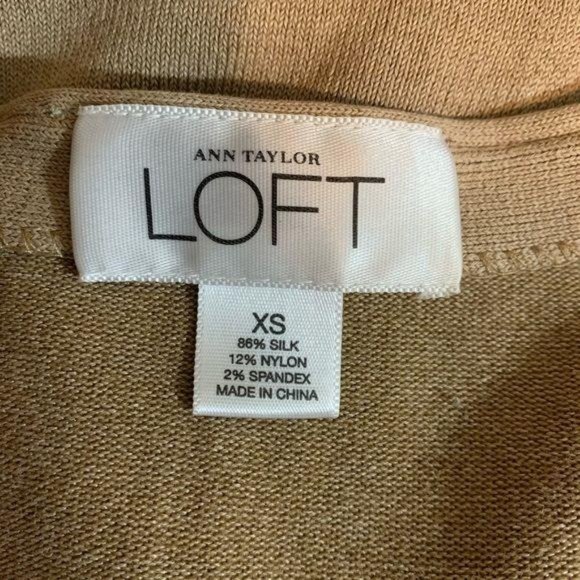 ANN TAYLOR
LOFT
XS
86% SILK
12% NYLON
2% SPANDEX
MADE IN CHINA